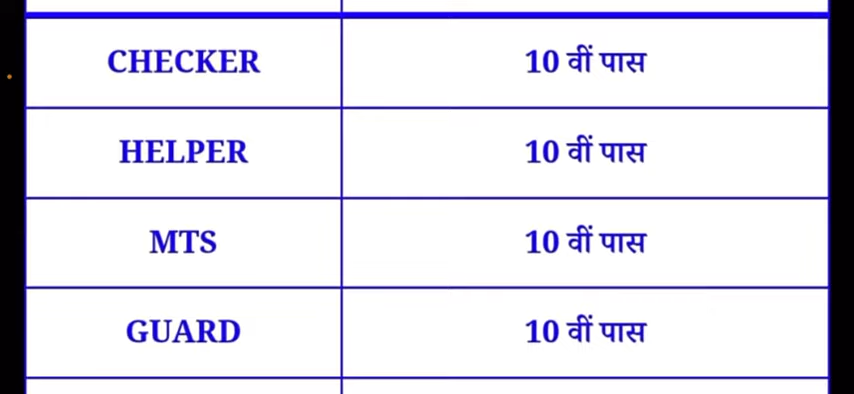 CHECKER 10 वीं पास
HELPER 10 वीं पास
MTS 10 वीं पास
GUARD 10 वीं पास